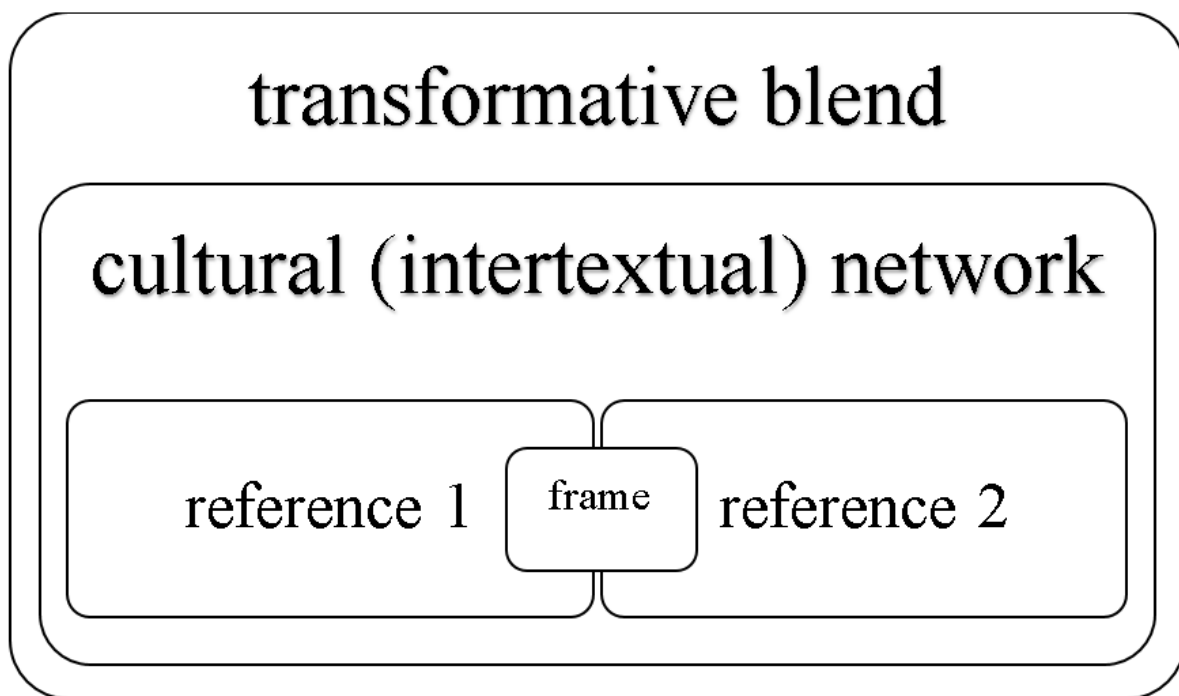 transformative blend
cultural (intertextual) network
reference 1
frame
reference 2